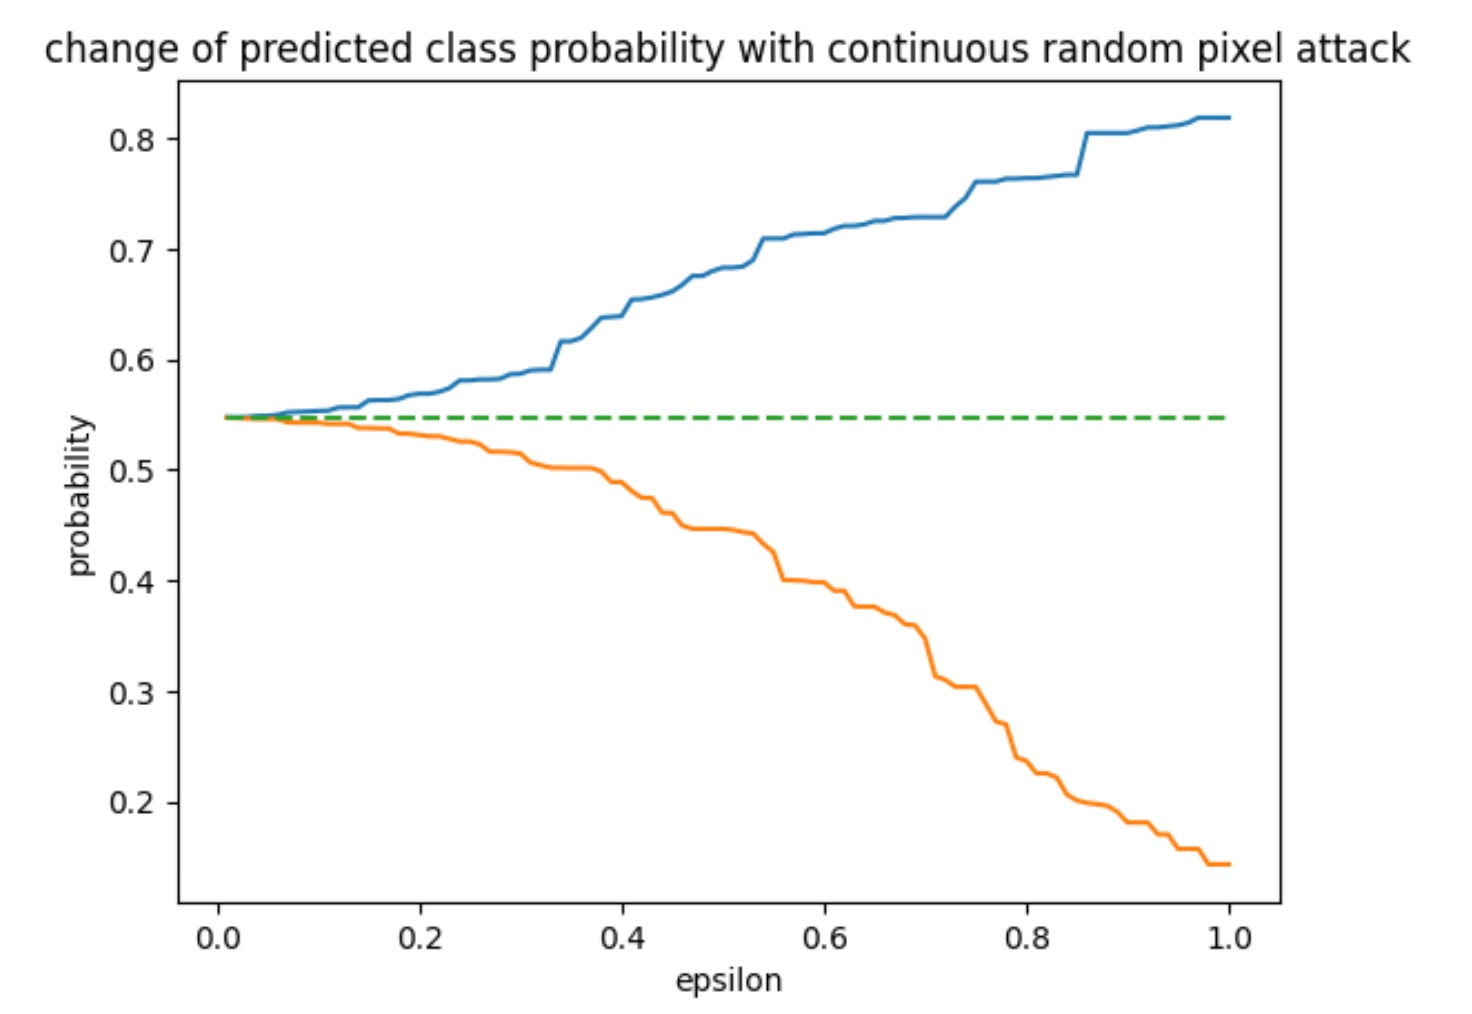 change of predicted class probability with continuous random pixel attack
0.8
0.7
0.6
0.5
0.4
0.3
0.2
probability
0.0 0.2 0.4 0.6 0.8 1.0
epsilon